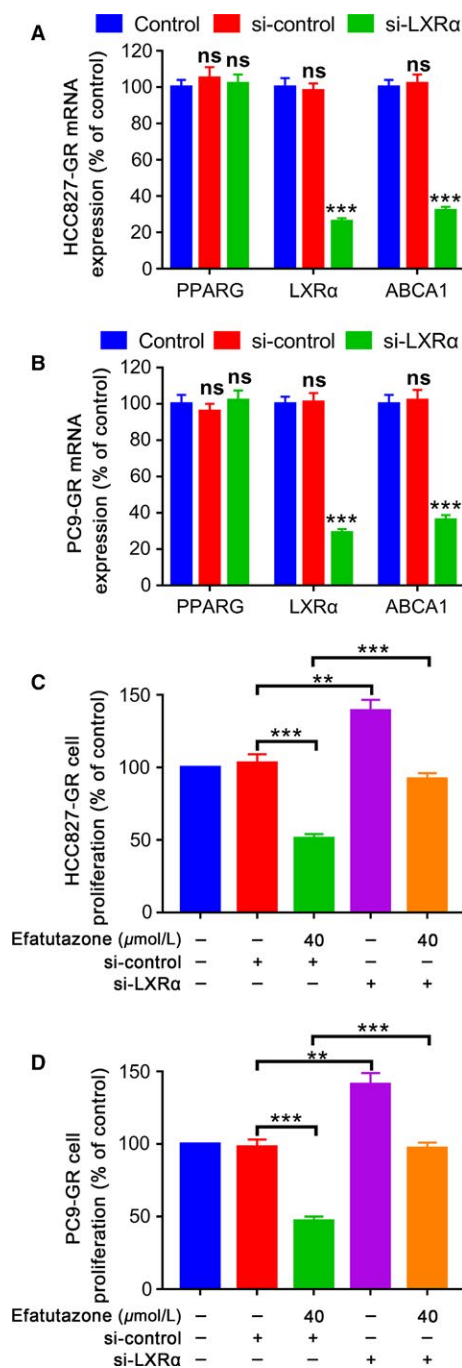 A
Control si-control si-LXRα
HCC827-GR mRNA
expression (% of control)
120
100
80
60
40
20
0
ns ns ns *** ns ***
PPARG LXRα ABCA1
B
Control si-control si-LXRα
PC9-GR mRNA
expression (% of control)
120
100
80
60
40
20
0
ns ns ns *** ns ***
PPARG LXRα ABCA1
C
HCC827-GR cell
proliferation (% of control)
150
100
50
0
***
**
***
Efatutazone (μmol/L) – – 40 – 40
si-control – + + – –
si-LXRα – – – + +
D
PC9-GR cell
proliferation (% of control)
150
100
50
0
***
**
***
Efatutazone (μmol/L) – – 40 – 40
si-control – + + – –
si-LXRα – – – + +